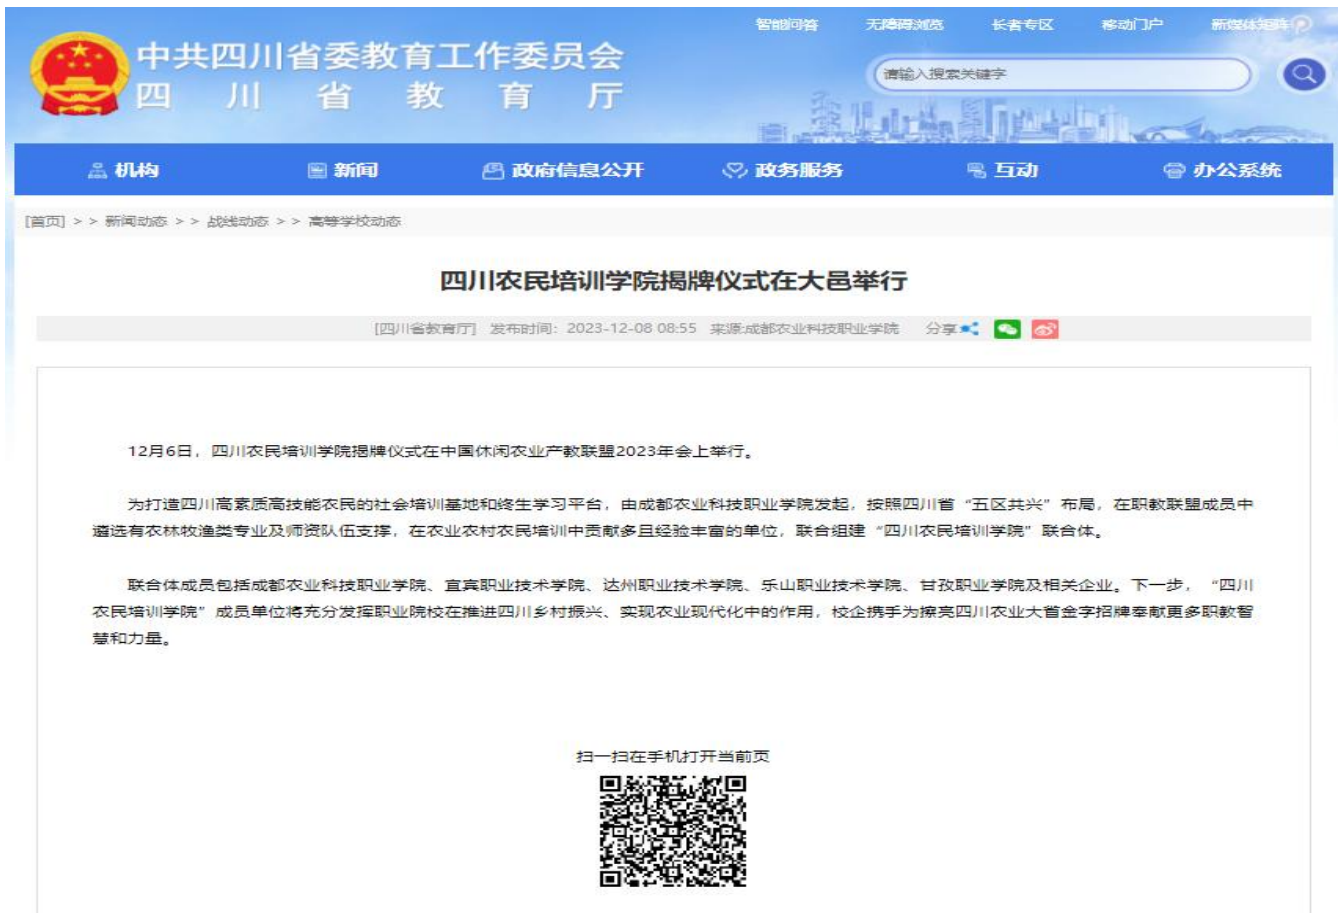 智能问答 无障碍浏览 长者专区 移动门户 新媒体矩阵
中共四川省委教育工作委员会
四川省教育厅
请输入搜索关键字
机构 新闻 政府信息公开 政务服务 互动 办公系统
[首页] > > 新闻动态 > > 战线动态 > > 高等学校动态
四川农民培训学院揭牌仪式在大邑举行
[四川省教育厅] 发布时间：2023-12-08 08:55 来源:成都农业科技职业学院 分享
12月6日，四川农民培训学院揭牌仪式在中国休闲农业产教联盟2023年会上举行。
为打造四川高素质高技能农民的社会培训基地和终生学习平台，由成都农业科技职业学院发起，按照四川省“五区共兴”布局，在职教联盟成员中
遴选有农林牧渔类专业及师资队伍支撑，在农业农村农民培训中贡献多且经验丰富的单位，联合组建“四川农民培训学院”联合体。
联合体成员包括成都农业科技职业学院、宜宾职业技术学院、达州职业技术学院、乐山职业技术学院、甘孜职业学院及相关企业。下一步，“四川
农民培训学院”成员单位将充分发挥职业院校在推进四川乡村振兴、实现农业现代化中的作用，校企携手为擦亮四川农业大省金字招牌奉献更多职教智
慧和力量。
扫一扫在手机打开当前页